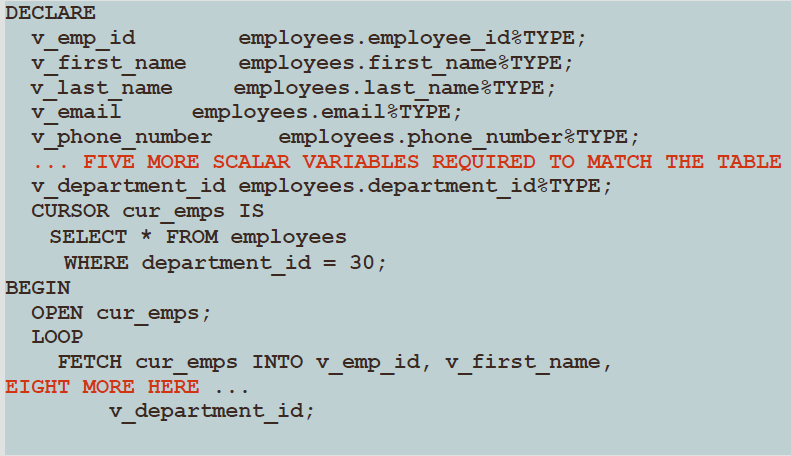 DECLARE
v_emp_id employees.employee_id%TYPE;
v_first_name employees.first_name%TYPE;
v_last_name employees.last_name%TYPE;
v_email employees.email%TYPE;
v_phone_number employees.phone_number%TYPE;
... FIVE MORE SCALAR VARIABLES REQUIRED TO MATCH THE TABLE
v_department_id employees.department_id%TYPE;
CURSOR cur_emps IS
SELECT * FROM employees
WHERE department_id = 30;
BEGIN
OPEN cur_emps;
LOOP
FETCH cur_emps INTO v_emp_id, v_first_name,
EIGHT MORE HERE ...
v_department_id;